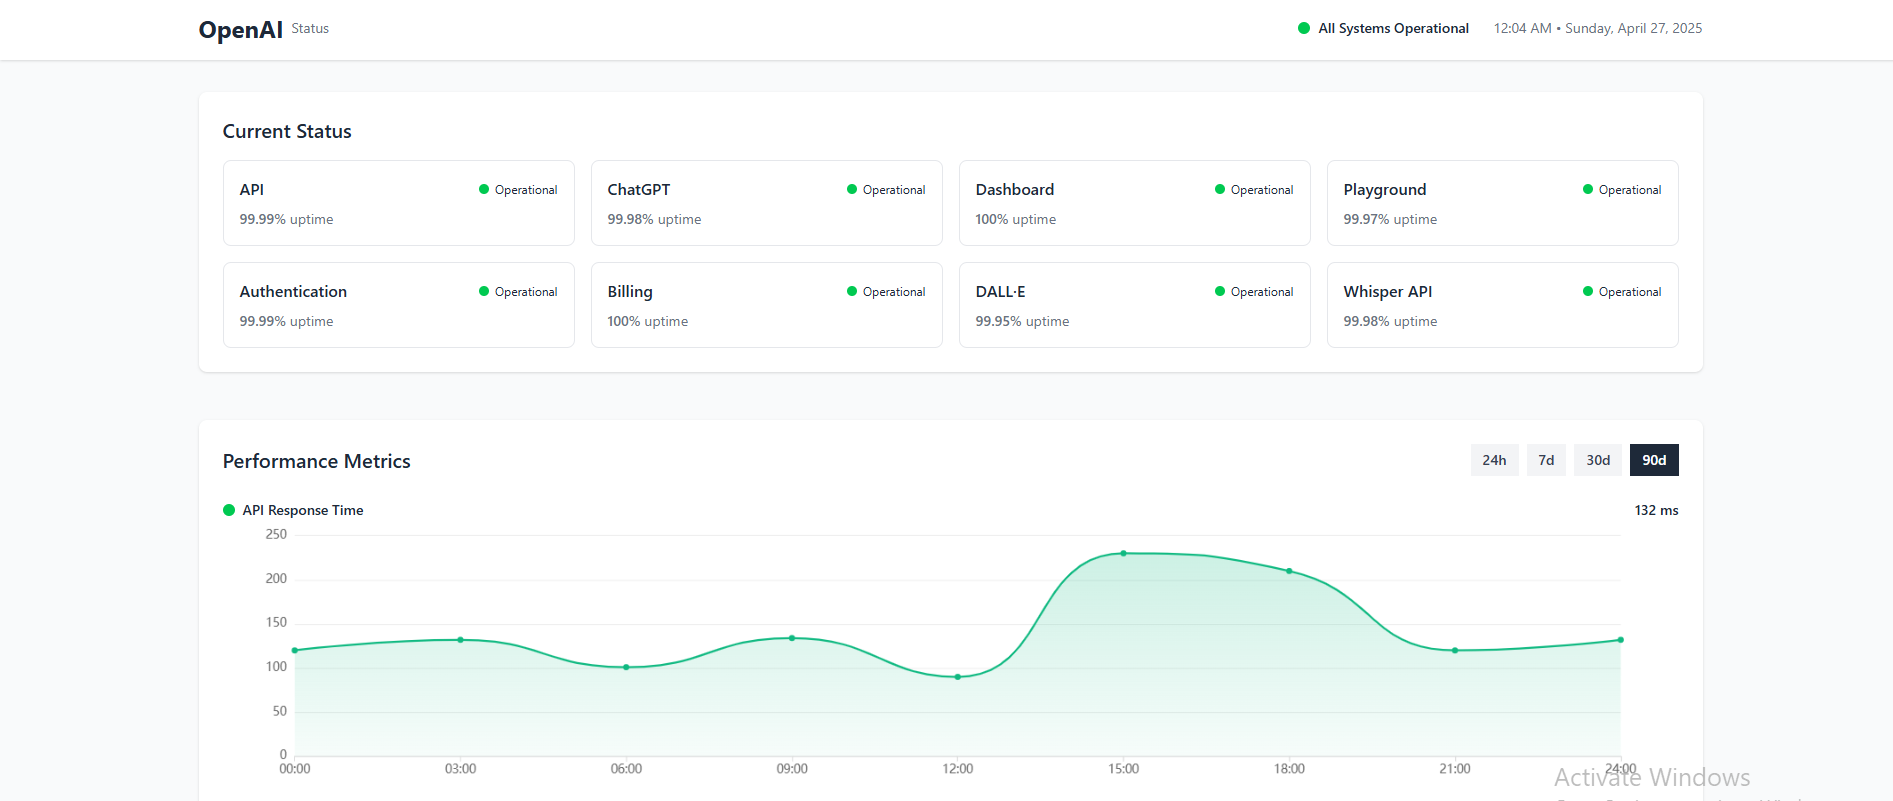 OpenAI Status
All Systems Operational 12:04 AM • Sunday, April 27, 2025
Current Status
API Operational
99.99% uptime
ChatGPT Operational
99.98% uptime
Dashboard Operational
100% uptime
Playground Operational
99.97% uptime
Authentication Operational
99.99% uptime
Billing Operational
100% uptime
DALL·E Operational
99.95% uptime
Whisper API Operational
99.98% uptime
Performance Metrics
24h 7d 30d 90d
API Response Time 132 ms
250
200
150
100
50
0
00:00 03:00 06:00 09:00 12:00 15:00 18:00 21:00 24:00
Activate Windows